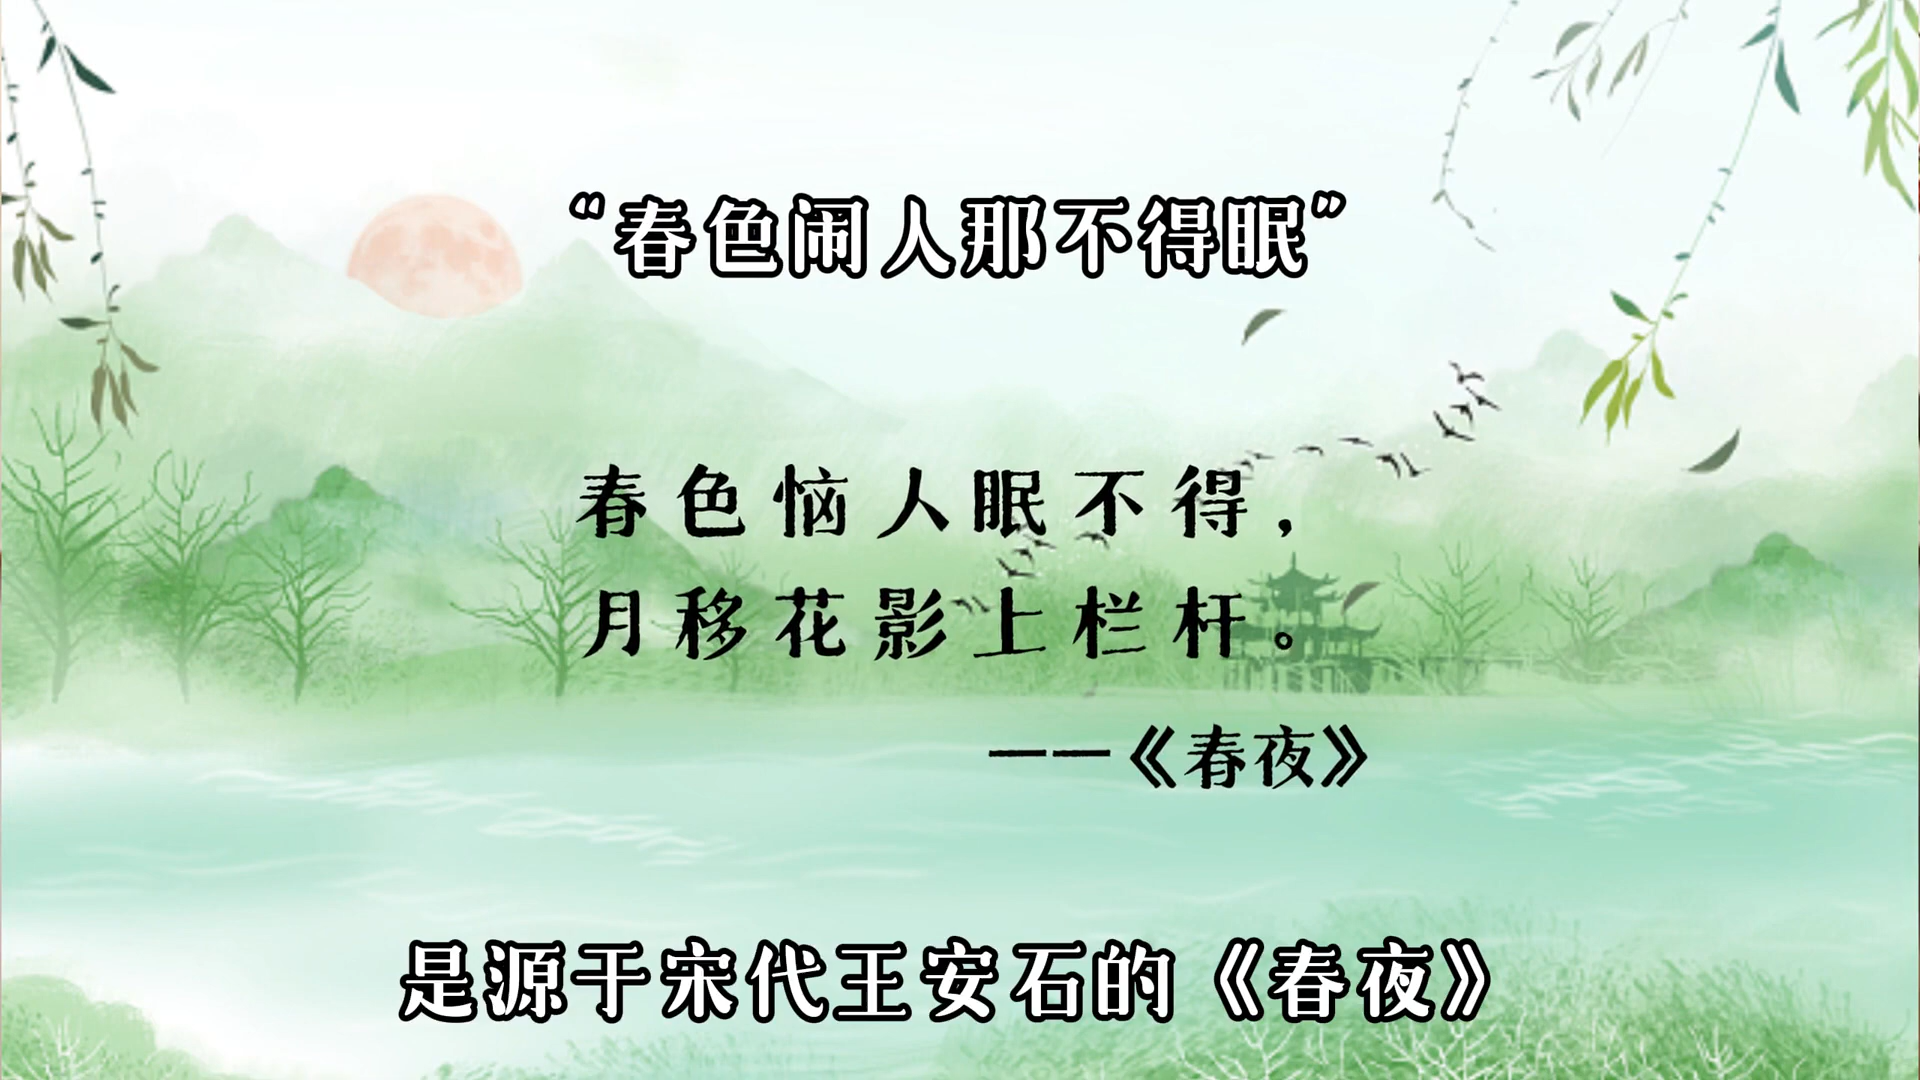 “春色闹人那不得眠”
春色恼人眠不得，
月移花影上栏杆。
——《春夜》
是源于宋代王安石的《春夜》